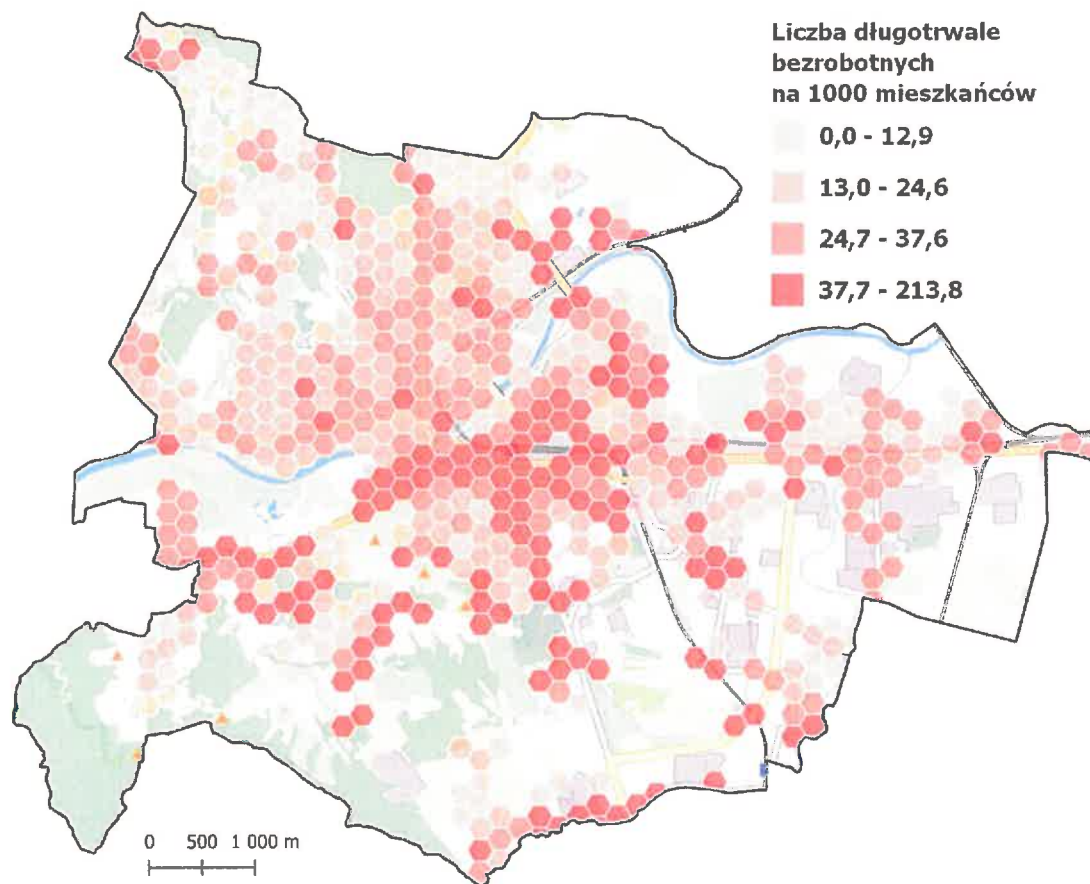 Liczba długotrwale
bezrobotnych
na 1000 mieszkańców
0,0 - 12,9
13,0 - 24,6
24,7 - 37,6
37,7 - 213,8
0 500 1 000 m